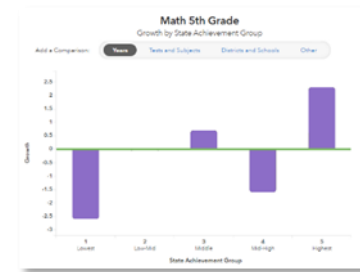 Math 5th Grade
Growth by State Achievement Group
Add a Comparison: Years Tests and Subjects Districts and Schools Other
2.5
2
1.5
1
0.5
0
-0.5
-1
-1.5
-2
-2.5
-3
Growth
1 2 3 4 5
Lowest Low-Mid Middle Mid-High Highest
State Achievement Group